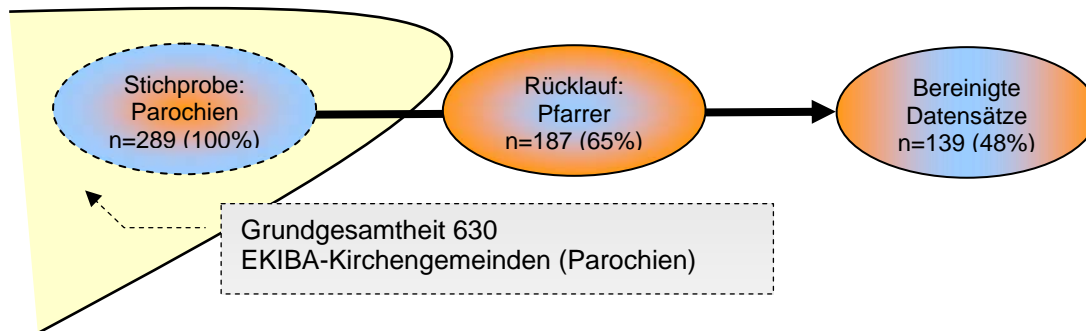 Stichprobe:
Parochien
n=289 (100%)
Rücklauf:
Pfarrer
n=187 (65%)
Bereinigte
Datensätze
n=139 (48%)
Grundgesamtheit 630
EKIBA-Kirchengemeinden (Parochien)